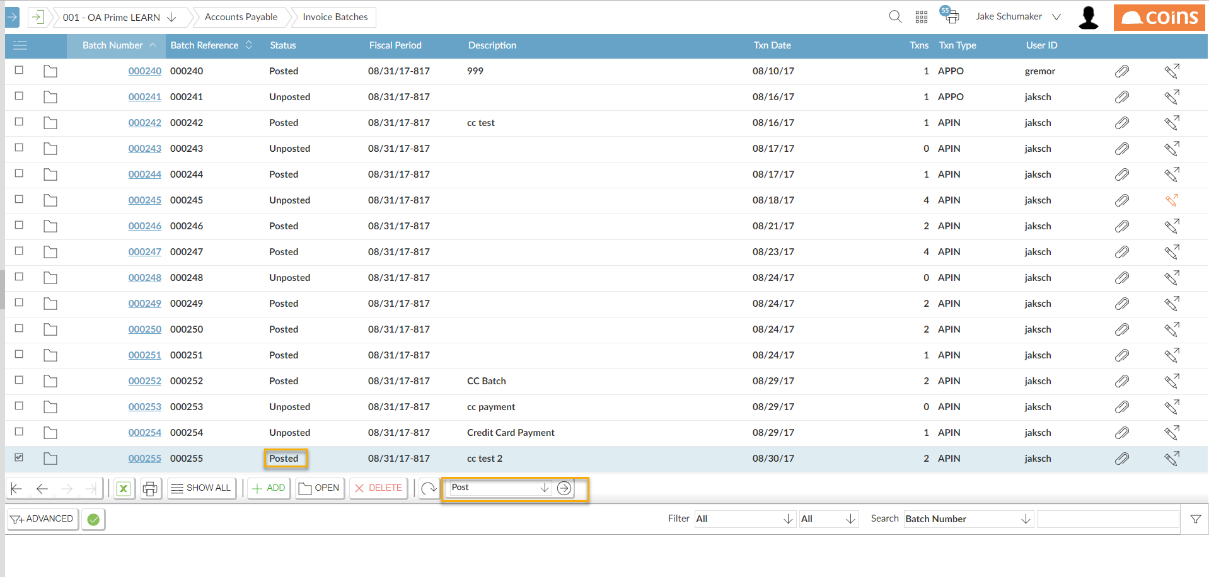 001 - OA Prime LEARN Accounts Payable Invoice Batches 55 Jake Schumaker COINS
Batch Number Batch Reference Status Fiscal Period Description Txn Date Txns Txn Type User ID
000240 000240 Posted 08/31/17-817 999 08/10/17 1 APPO gremor
000241 000241 Unposted 08/31/17-817 08/16/17 1 APPO jaksch
000242 000242 Posted 08/31/17-817 cc test 08/16/17 1 APIN jaksch
000243 000243 Unposted 08/31/17-817 08/17/17 0 APIN jaksch
000244 000244 Posted 08/31/17-817 08/17/17 1 APIN jaksch
000245 000245 Unposted 08/31/17-817 08/18/17 4 APIN jaksch
000246 000246 Posted 08/31/17-817 08/21/17 2 APIN jaksch
000247 000247 Posted 08/31/17-817 08/23/17 4 APIN jaksch
000248 000248 Unposted 08/31/17-817 08/24/17 0 APIN jaksch
000249 000249 Posted 08/31/17-817 08/24/17 2 APIN jaksch
000250 000250 Posted 08/31/17-817 08/24/17 2 APIN jaksch
000251 000251 Posted 08/31/17-817 08/24/17 1 APIN jaksch
000252 000252 Posted 08/31/17-817 CC Batch 08/29/17 2 APIN jaksch
000253 000253 Unposted 08/31/17-817 cc payment 08/29/17 0 APIN jaksch
000254 000254 Unposted 08/31/17-817 Credit Card Payment 08/29/17 1 APIN jaksch
000255 000255 Posted 08/31/17-817 cc test 2 08/30/17 2 APIN jaksch
X SHOW ALL + ADD OPEN DELETE Post
ADVANCED Filter All All Search Batch Number